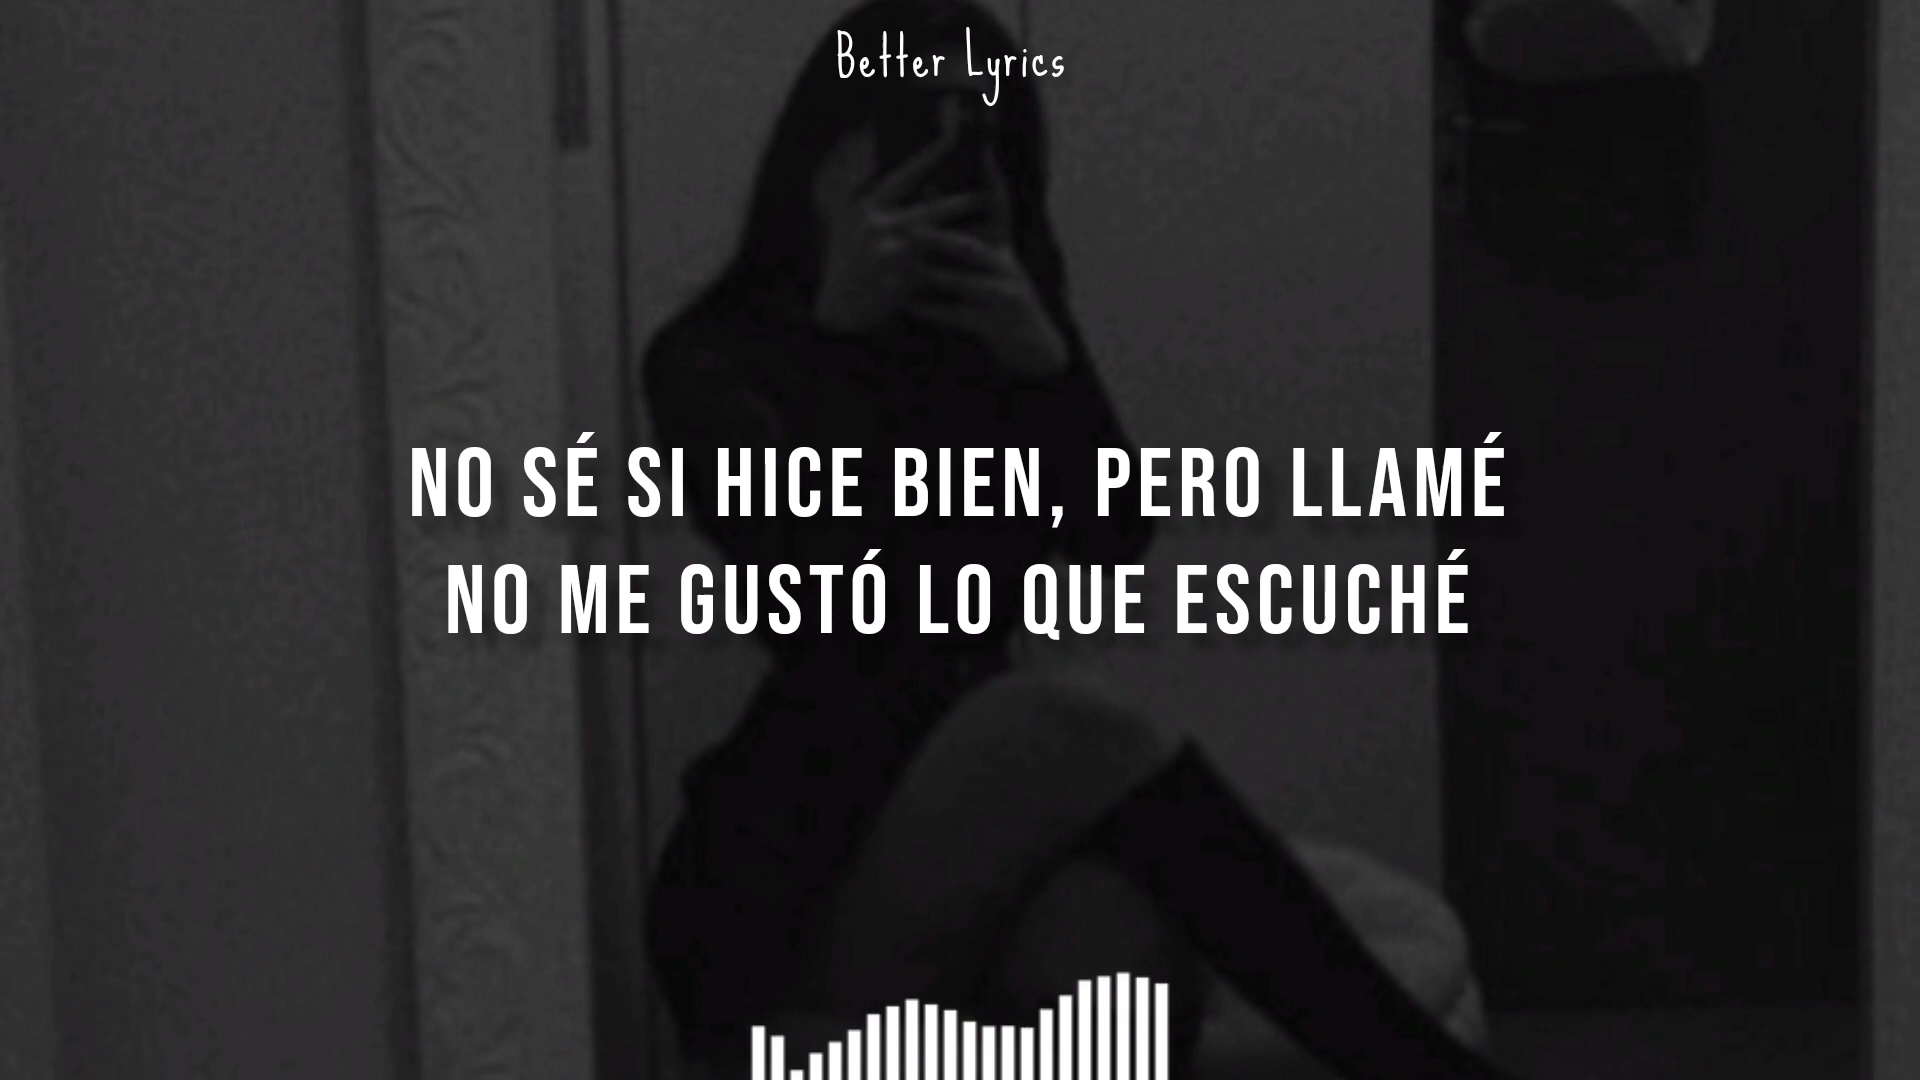 Better Lyrics
NO SÉ SI HICE BIEN, PERO LLAMÉ
NO ME GUSTÓ LO QUE ESCUCHÉ